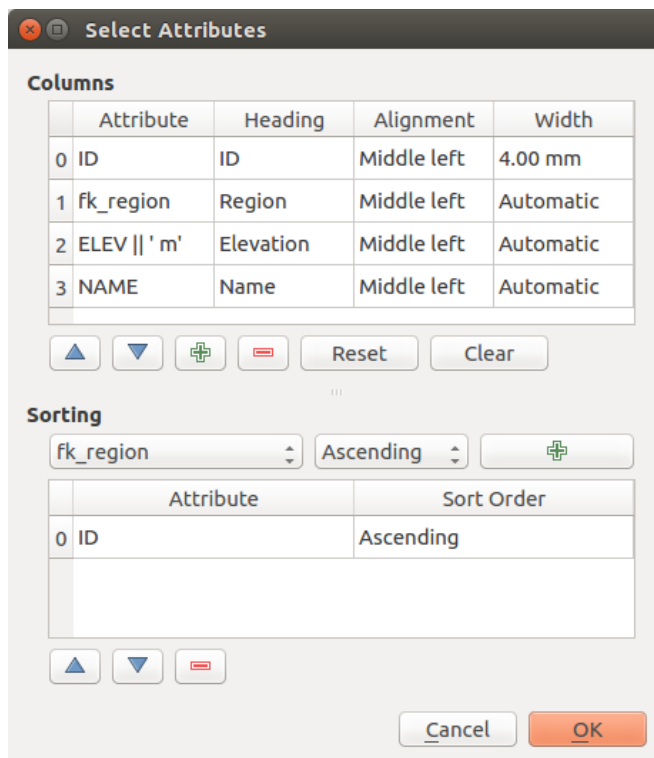 Select Attributes
Columns
Attribute Heading Alignment Width
0 ID ID Middle left 4.00 mm
1 fk_region Region Middle left Automatic
2 ELEV || ' m' Elevation Middle left Automatic
3 NAME Name Middle left Automatic
Reset Clear
Sorting
fk_region Ascending
Attribute Sort Order
0 ID Ascending
Cancel OK